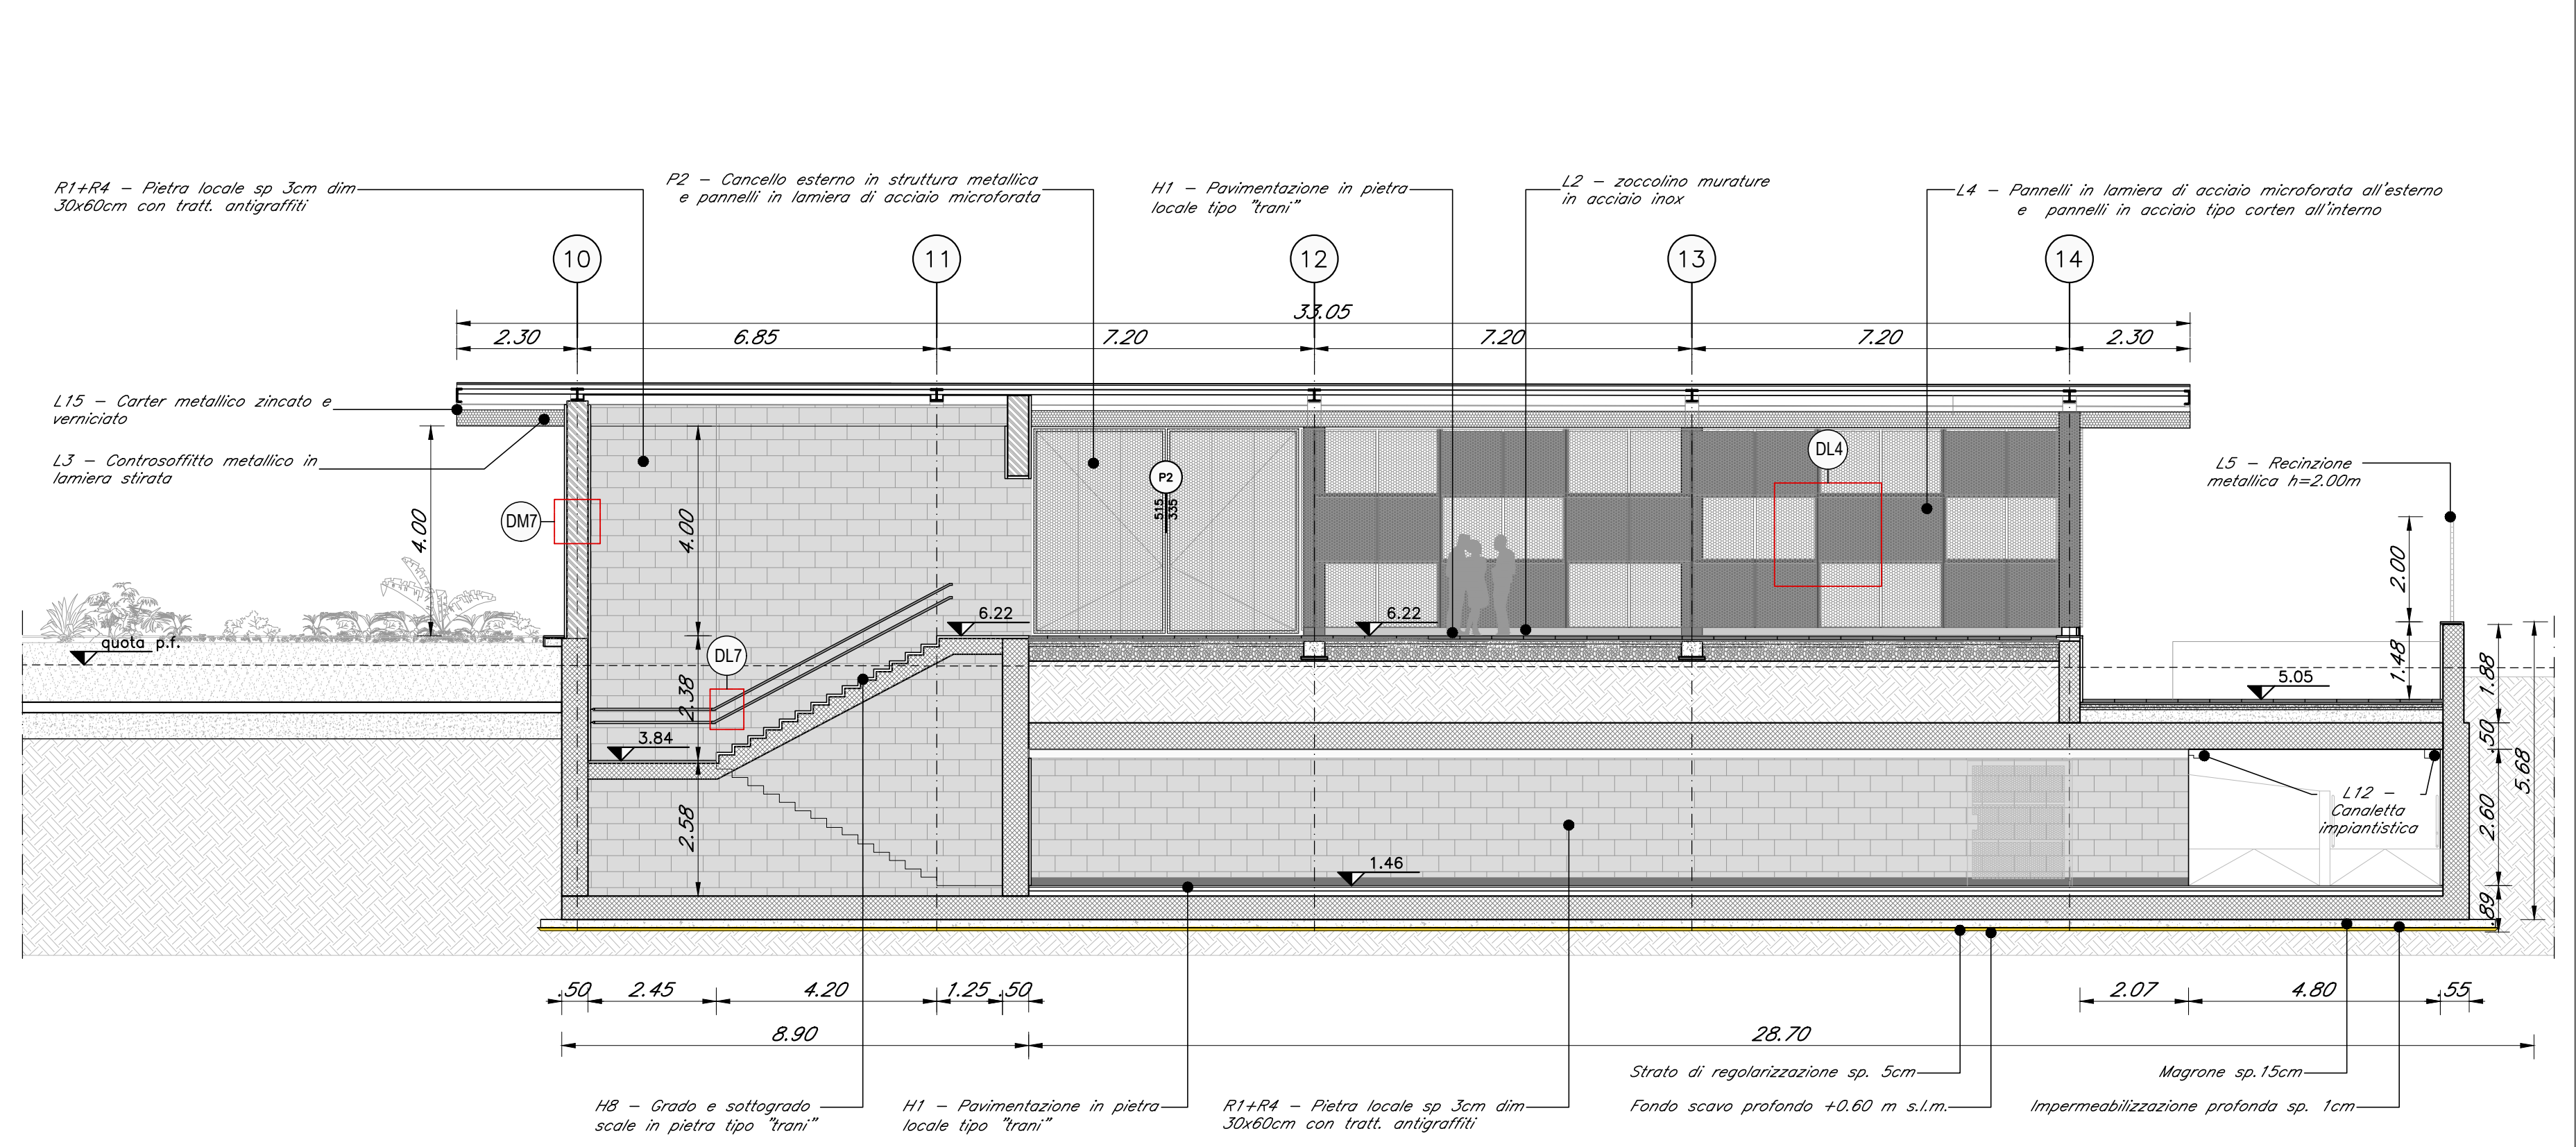 P2 – Cancello esterno in struttura metallica
e pannelli in lamiera di acciaio microforata
R1+R4 – Pietra locale sp 3cm dim
30x60cm con tratt. antigraffiti
H1 – Pavimentazione in pietra
locale tipo "trani"
L2 – zoccolino murature
in acciaio inox
L4 – Pannelli in lamiera di acciaio microforata all'esterno
e pannelli in acciaio tipo corten all'interno
10
11
12
13
14
33.05
2.30
6.85
7.20
7.20
7.20
2.30
L15 – Carter metallico zincato e
verniciato
L3 – Controsoffitto metallico in
lamiera stirata
DL4
P2
515
335
L5 – Recinzione
metallica h=2.00m
DM7
4.00
4.00
2.00
6.22
6.22
quota p.f.
DL7
2.38
1.48
1.88
5.05
3.84
.50
5.68
L12 –
Canaletta
impiantistica
2.58
2.60
1.46
.89
.50
2.45
4.20
1.25
.50
2.07
4.80
.55
8.90
28.70
Strato di regolarizzazione sp. 5cm
Magrone sp.15cm
H8 – Grado e sottogrado
scale in pietra tipo "trani"
H1 – Pavimentazione in pietra
locale tipo "trani"
R1+R4 – Pietra locale sp 3cm dim
30x60cm con tratt. antigraffiti
Fondo scavo profondo +0.60 m s.l.m.
Impermeabilizzazione profonda sp. 1cm